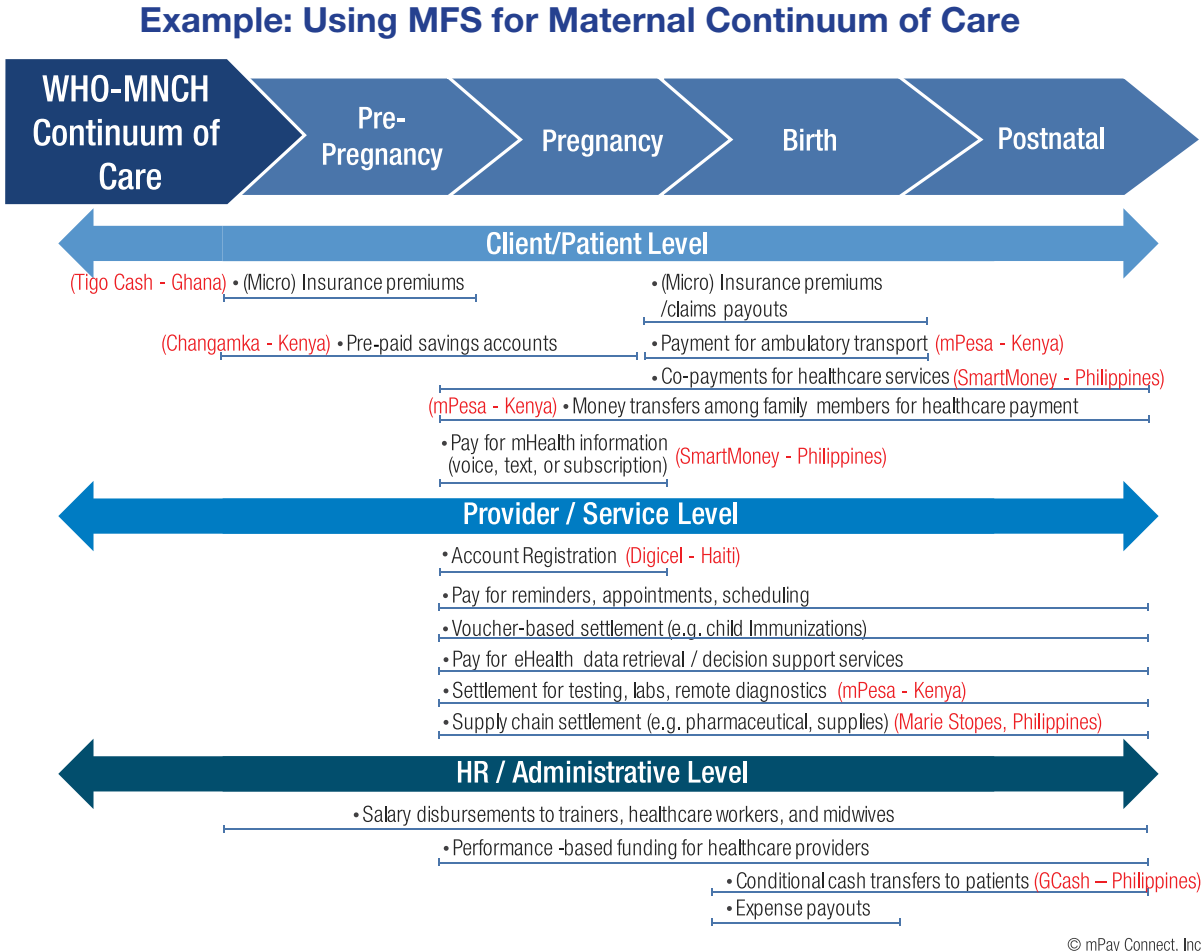 Example: Using MFS for Maternal Continuum of Care
WHO-MNCH
Continuum of
Care
Pre-
Pregnancy
Pregnancy
Birth
Postnatal
Client/Patient Level
(Tigo Cash - Ghana) • (Micro) Insurance premiums
• (Micro) Insurance premiums
/claims payouts
(Changamka - Kenya) • Pre-paid savings accounts
• Payment for ambulatory transport (mPesa - Kenya)
• Co-payments for healthcare services (SmartMoney - Philippines)
(mPesa - Kenya) • Money transfers among family members for healthcare payment
• Pay for mHealth information
(voice, text, or subscription) (SmartMoney - Philippines)
Provider / Service Level
• Account Registration (Digicel - Haiti)
• Pay for reminders, appointments, scheduling
• Voucher-based settlement (e.g. child Immunizations)
• Pay for eHealth data retrieval / decision support services
• Settlement for testing, labs, remote diagnostics (mPesa - Kenya)
• Supply chain settlement (e.g. pharmaceutical, supplies) (Marie Stopes, Philippines)
HR / Administrative Level
• Salary disbursements to trainers, healthcare workers, and midwives
• Performance -based funding for healthcare providers
• Conditional cash transfers to patients (GCash – Philippines)
• Expense payouts
© mPay Connect, Inc